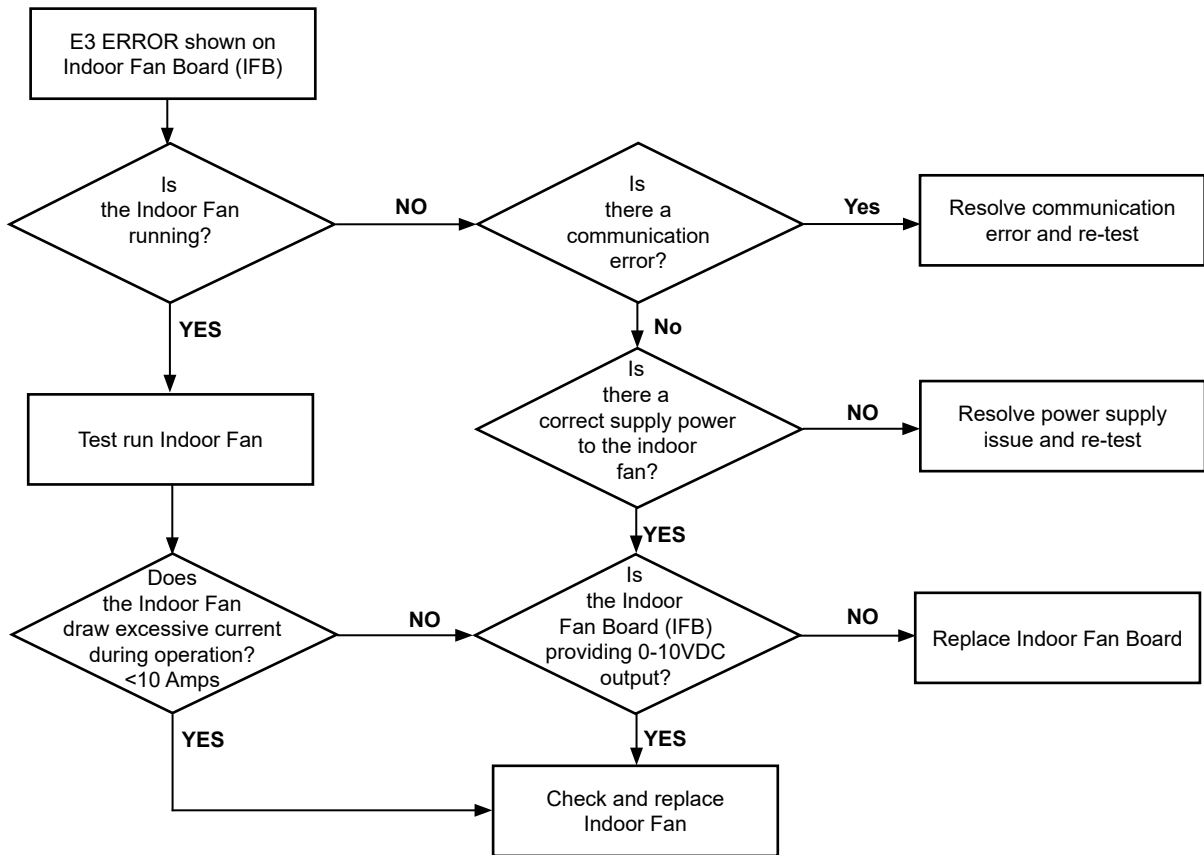 E3 ERROR shown on
Indoor Fan Board (IFB)
Is
the Indoor Fan
running?
NO
Is
there a
communication
error?
Yes
Resolve communication
error and re-test
YES
No
Test run Indoor Fan
Is
there a
correct supply power
to the indoor
fan?
NO
Resolve power supply
issue and re-test
YES
Does
the Indoor Fan
draw excessive current
during operation?
<10 Amps
NO
Is
the Indoor
Fan Board (IFB)
providing 0-10VDC
output?
NO
Replace Indoor Fan Board
YES
YES
Check and replace
Indoor Fan